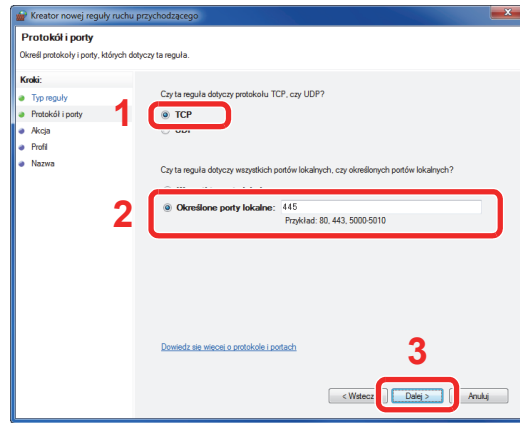 Kreator nowej reguły ruchu przychodzącego
Protokół i porty
Określ protokoły i porty, których dotyczy ta reguła.
Kroki:
Typ reguły
Protokół i porty
Akcja
Profil
Nazwa
Czy ta reguła dotyczy protokołu TCP, czy UDP?
1
TCP
UDP
Czy ta reguła dotyczy wszystkich portów lokalnych, czy określonych portów lokalnych?
2
Określone porty lokalne: 445
Przykład: 80, 443, 5000-5010
Dowiedz się więcej o protokole i portach
3
< Wstecz Dalej > Anuluj